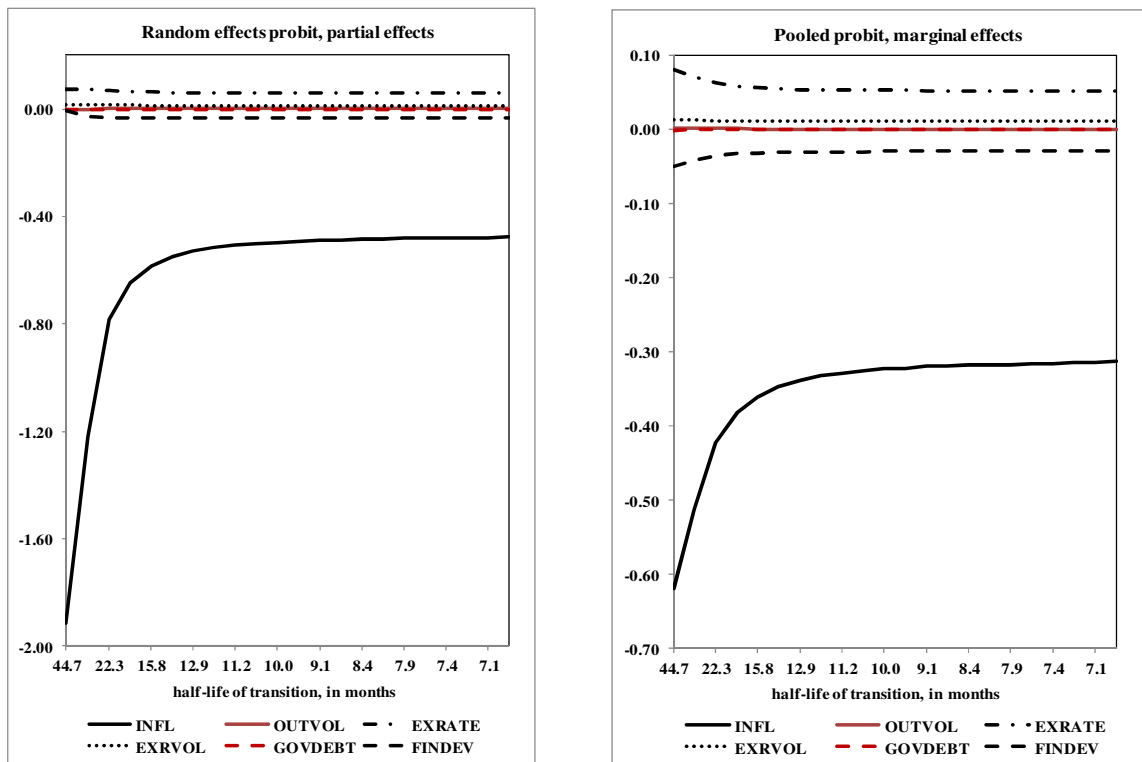 Random effects probit, partial effects
0.00
-0.40
-0.80
-1.20
-1.60
-2.00
44.7 22.3 15.8 12.9 11.2 10.0 9.1 8.4 7.9 7.4 7.1
half-life of transition, in months
INFL OUTVOL EXRATE
EXRVOL GOVDEBT FINDEV
Pooled probit, marginal effects
0.10
0.00
-0.10
-0.20
-0.30
-0.40
-0.50
-0.60
-0.70
44.7 22.3 15.8 12.9 11.2 10.0 9.1 8.4 7.9 7.4 7.1
half-life of transition, in months
INFL OUTVOL EXRATE
EXRVOL GOVDEBT FINDEV